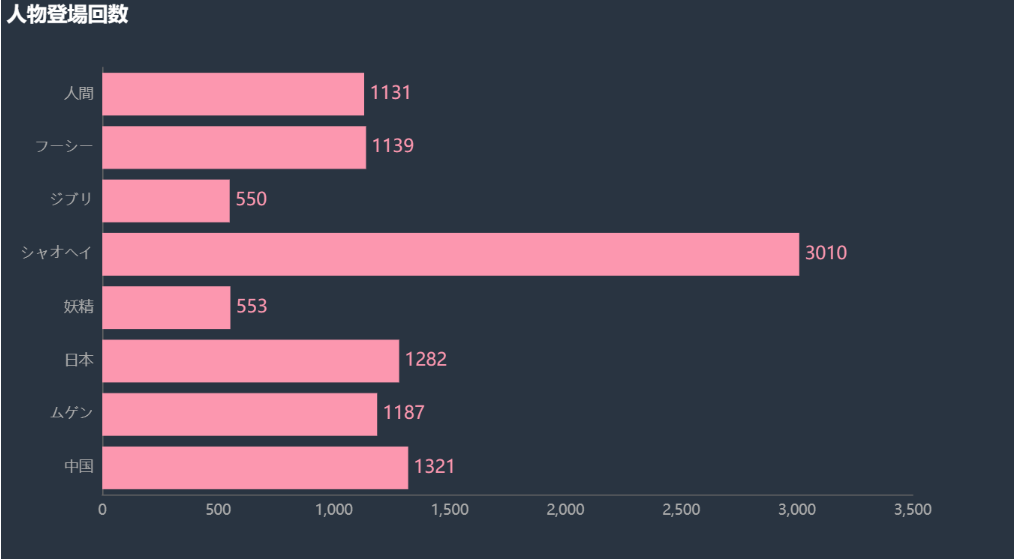 人物登場回数
人間 1131
フーシー 1139
ジブリ 550
シャオヘイ 3010
妖精 553
日本 1282
ムゲン 1187
中国 1321
0 500 1,000 1,500 2,000 2,500 3,000 3,500